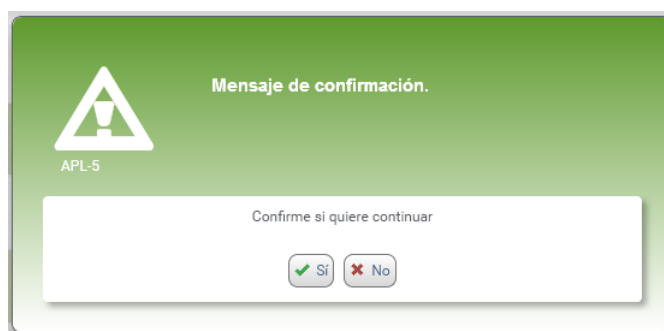 Mensaje de confirmación.
APL-5
Confirme si quiere continuar
Sí No